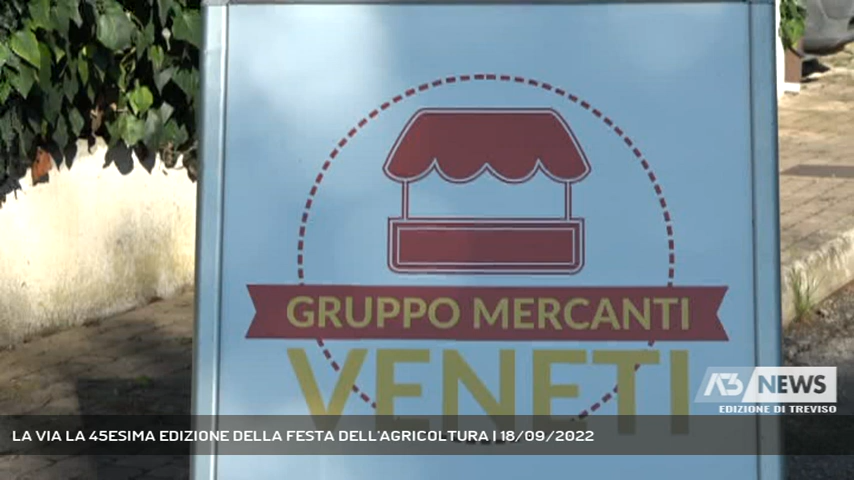 GRUPPO MERCANTI
VENETI
A3 NEWS
EDIZIONE DI TREVISO
LA VIA LA 45ESIMA EDIZIONE DELLA FESTA DELL'AGRICOLTURA | 18/09/2022